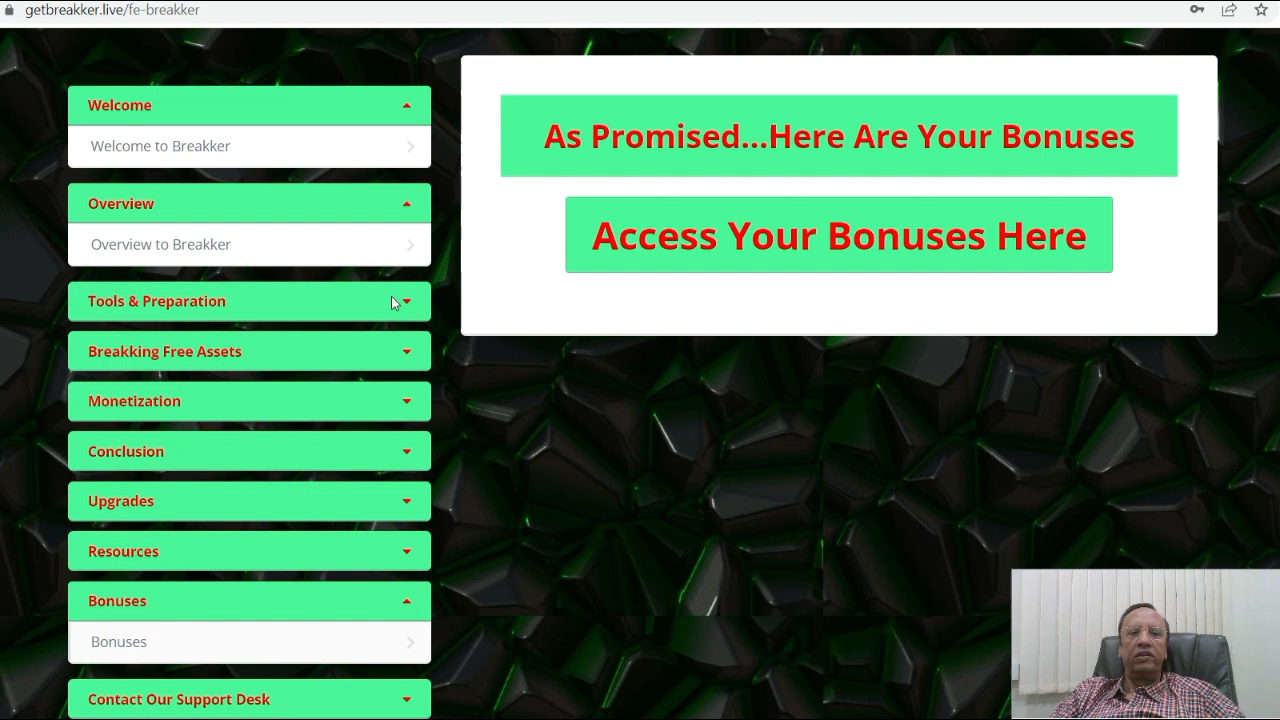 getbreakker.live/fe-breakker
Welcome
Welcome to Breakker
Overview
Overview to Breakker
Tools & Preparation
Breakking Free Assets
Monetization
Conclusion
Upgrades
Resources
Bonuses
Bonuses
Contact Our Support Desk
As Promised...Here Are Your Bonuses
Access Your Bonuses Here